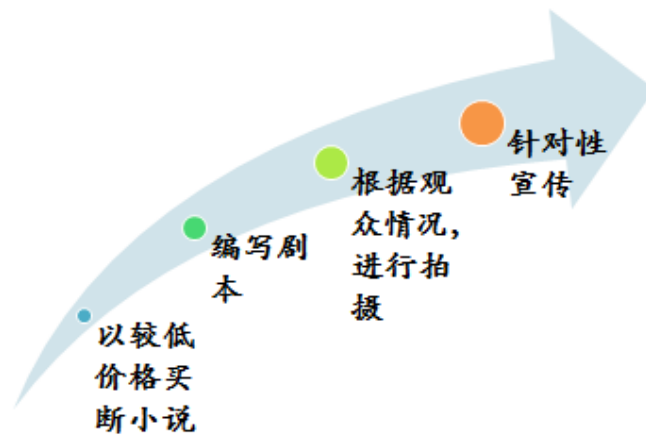 以较低
价格买
断小说
编写剧
本
根据观
众情况，
进行拍
摄
针对性
宣传